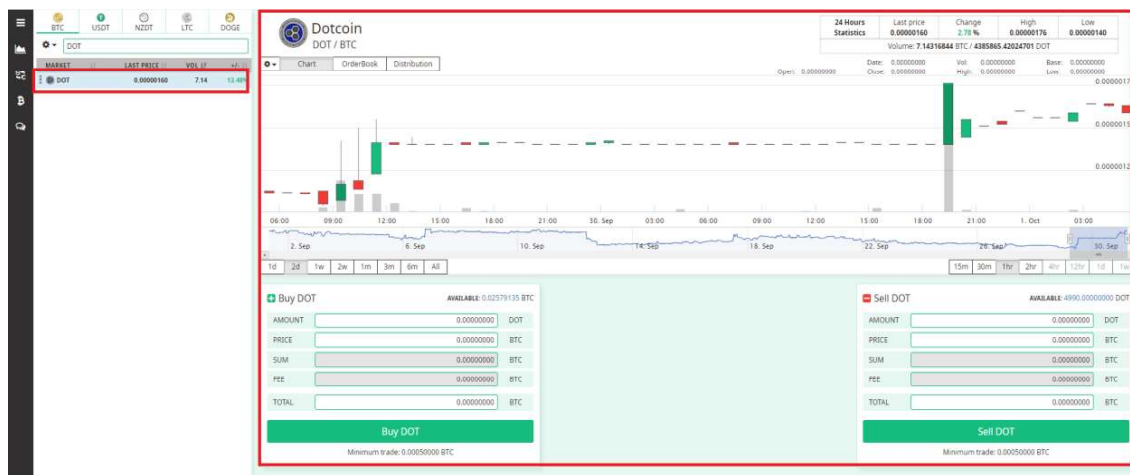 BTC USDT NZDT LTC DOGE
DOT
MARKET LAST PRICE VOL +/-
DOT 0.00000160 7.14 13.48%
Dotcoin
DOT / BTC
24 Hours Statistics
Last price 0.00000160
Change 2.78 %
High 0.00000176
Low 0.00000140
Volume: 7.14316844 BTC / 4385865.42024701 DOT
Chart OrderBook Distribution
Date: 0.00000000 Vol: 0.00000000 Base: 0.00000000
Open: 0.00000000 Close: 0.00000000 High: 0.00000000 Low: 0.00000000
0.0000017
0.0000015
0.0000012
06:00 09:00 12:00 15:00 18:00 21:00 30. Sep 03:00 06:00 09:00 12:00 15:00 18:00 21:00 1. Oct 03:00
2. Sep 6. Sep 10. Sep 14. Sep 18. Sep 22. Sep 26. Sep 30. Sep
1d 2d 1w 2w 1m 3m 6m All
15m 30m 1hr 2hr 4hr 12hr 1d 1w
Buy DOT AVAILABLE: 0.02579135 BTC
AMOUNT 0.00000000 DOT
PRICE 0.00000000 BTC
SUM 0.00000000 BTC
FEE 0.00000000 BTC
TOTAL 0.00000000 BTC
Buy DOT
Minimum trade: 0.00050000 BTC
Sell DOT AVAILABLE: 4990.00000000 DOT
AMOUNT 0.00000000 DOT
PRICE 0.00000000 BTC
SUM 0.00000000 BTC
FEE 0.00000000 BTC
TOTAL 0.00000000 BTC
Sell DOT
Minimum trade: 0.00050000 BTC